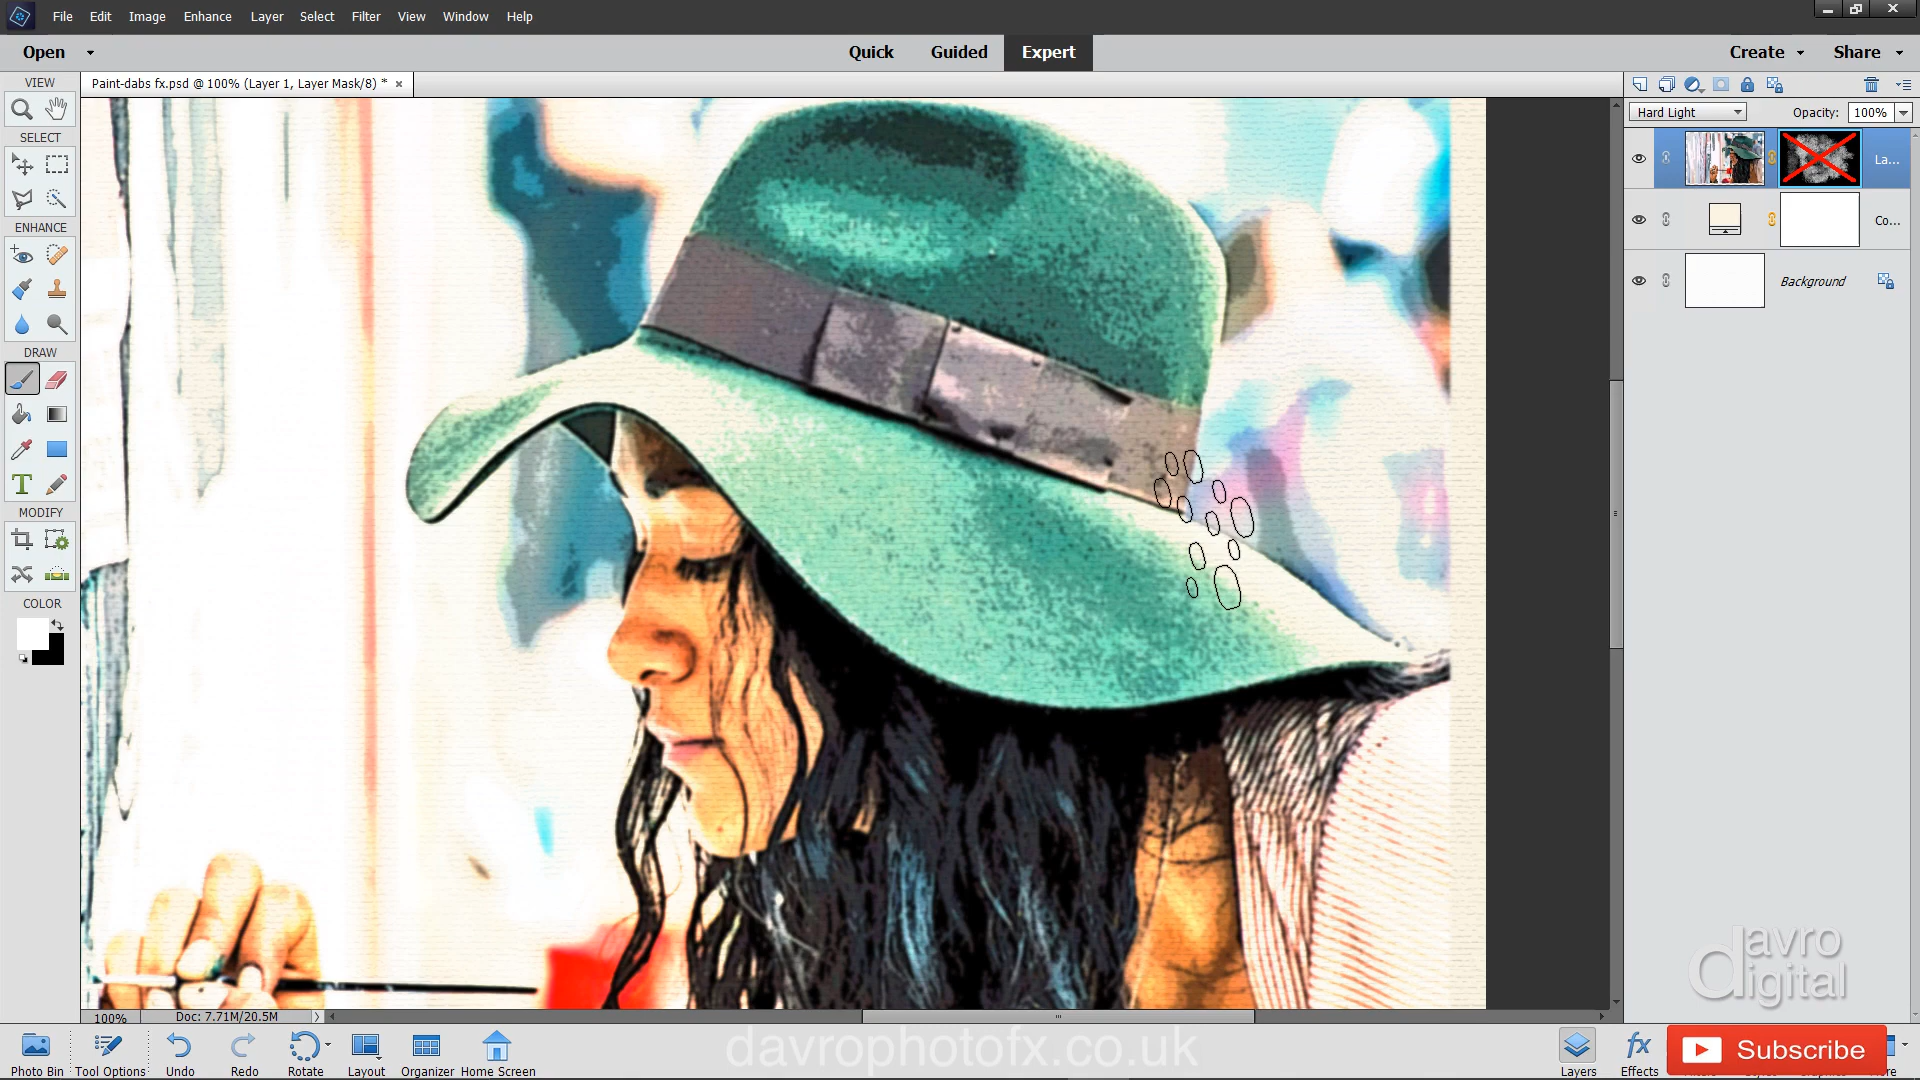 File Edit Image Enhance Layer Select Filter View Window Help
Open Quick Guided Expert Create Share
VIEW
Paint-dabs fx.psd @ 100% (Layer 1, Layer Mask/8) *
Hard Light Opacity: 100%
SELECT
La...
Co...
ENHANCE
Background
DRAW
T
MODIFY
COLOR
davro
digital
100% Doc: 7.71M/20.5M
davrophotofx.co.uk
Subscribe
Photo Bin Tool Options Undo Redo Rotate Layout Organizer Home Screen Layers fx Effects